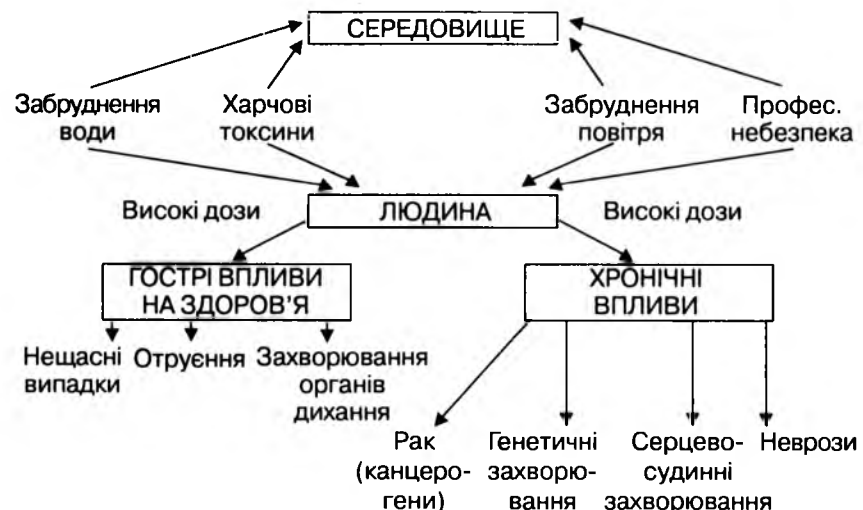 СЕРЕДОВИЩЕ
Забруднення
води
Харчові
токсини
Забруднення
повітря
Профес.
небезпека
Високі дози
ЛЮДИНА
Високі дози
ГОСТРІ ВПЛИВИ
НА ЗДОРОВ'Я
ХРОНІЧНІ
ВПЛИВИ
Нещасні
випадки
Отруєння
Захворювання
органів
дихання
Рак
(канцеро-
гени)
Генетичні
захворю-
вання
Серцево-
судинні
захворювання
Неврози